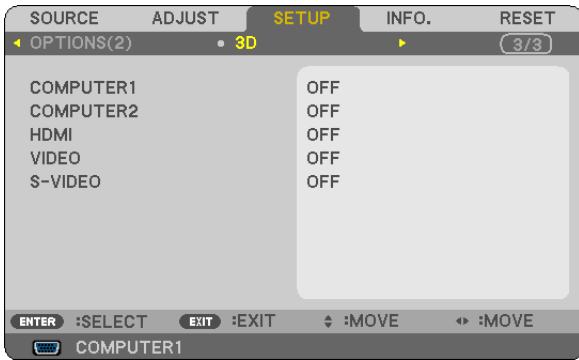 SOURCE ADJUST SETUP INFO. RESET
OPTIONS(2) 3D 3/3
COMPUTER1 OFF
COMPUTER2 OFF
HDMI OFF
VIDEO OFF
S-VIDEO OFF
ENTER :SELECT EXIT :EXIT :MOVE :MOVE
COMPUTER1